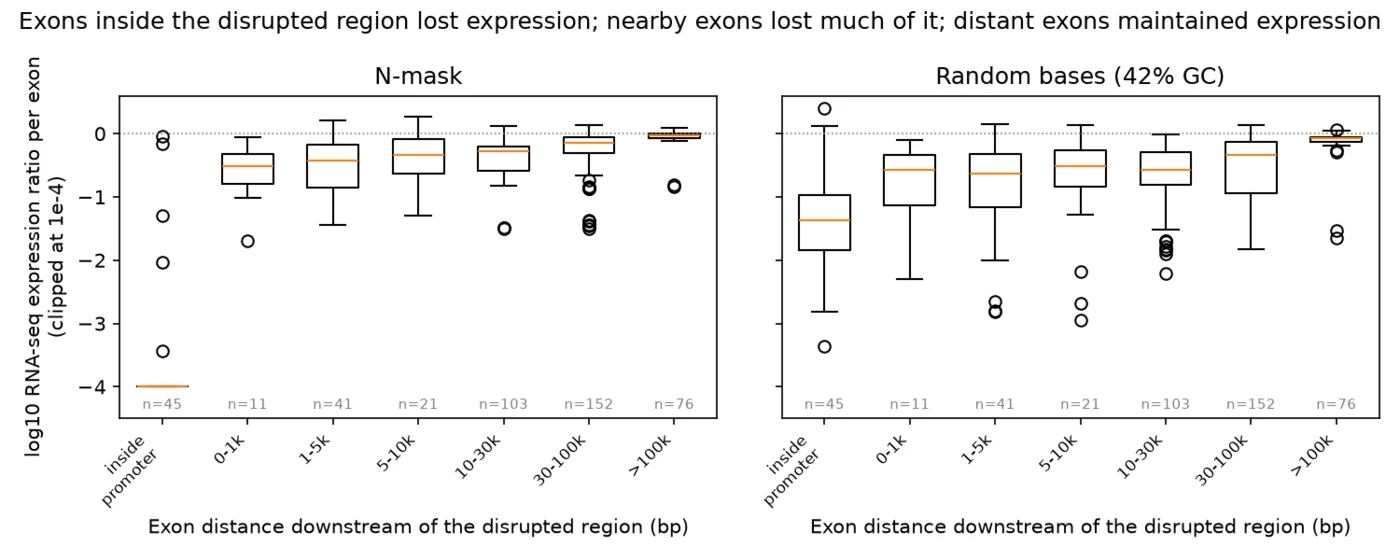 Exons inside the disrupted region lost expression; nearby exons lost much of it; distant exons maintained expression
N-mask
Random bases (42% GC)
log10 RNA-seq expression ratio per exon
(clipped at 1e-4)
0
−1
−2
−3
−4
n=45 n=11 n=41 n=21 n=103 n=152 n=76
n=45 n=11 n=41 n=21 n=103 n=152 n=76
inside
promoter
0-1k
1-5k
5-10k
10-30k
30-100k
>100k
inside
promoter
0-1k
1-5k
5-10k
10-30k
30-100k
>100k
Exon distance downstream of the disrupted region (bp)
Exon distance downstream of the disrupted region (bp)